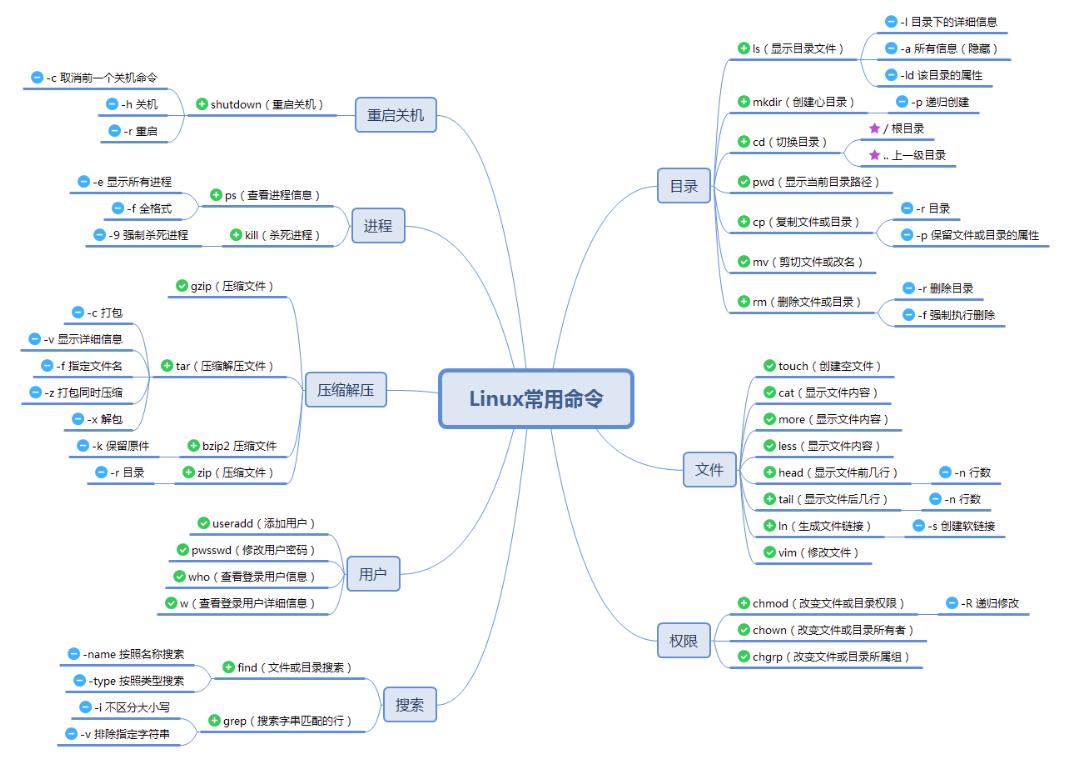 Linux常用命令
目录
ls（显示目录文件）
-l 目录下的详细信息
-a 所有信息（隐藏）
-ld 该目录的属性
mkdir（创建心目录）
-p 递归创建
cd（切换目录）
/ 根目录
.. 上一级目录
pwd（显示当前目录路径）
cp（复制文件或目录）
-r 目录
-p 保留文件或目录的属性
mv（剪切文件或改名）
rm（删除文件或目录）
-r 删除目录
-f 强制执行删除
文件
touch（创建空文件）
cat（显示文件内容）
more（显示文件内容）
less（显示文件内容）
head（显示文件前几行）
-n 行数
tail（显示文件后几行）
-n 行数
ln（生成文件链接）
-s 创建软链接
vim（修改文件）
权限
chmod（改变文件或目录权限）
-R 递归修改
chown（改变文件或目录所有者）
chgrp（改变文件或目录所属组）
重启关机
shutdown（重启关机）
-c 取消前一个关机命令
-h 关机
-r 重启
进程
ps（查看进程信息）
-e 显示所有进程
-f 全格式
kill（杀死进程）
-9 强制杀死进程
压缩解压
gzip（压缩文件）
tar（压缩解压文件）
-c 打包
-v 显示详细信息
-f 指定文件名
-z 打包同时压缩
-x 解包
bzip2 压缩文件
-k 保留原件
zip（压缩文件）
-r 目录
用户
useradd（添加用户）
pwsswd（修改用户密码）
who（查看登录用户信息）
w（查看登录用户详细信息）
搜索
find（文件或目录搜索）
-name 按照名称搜索
-type 按照类型搜索
grep（搜索字串匹配的行）
-i 不区分大小写
-v 排除指定字符串